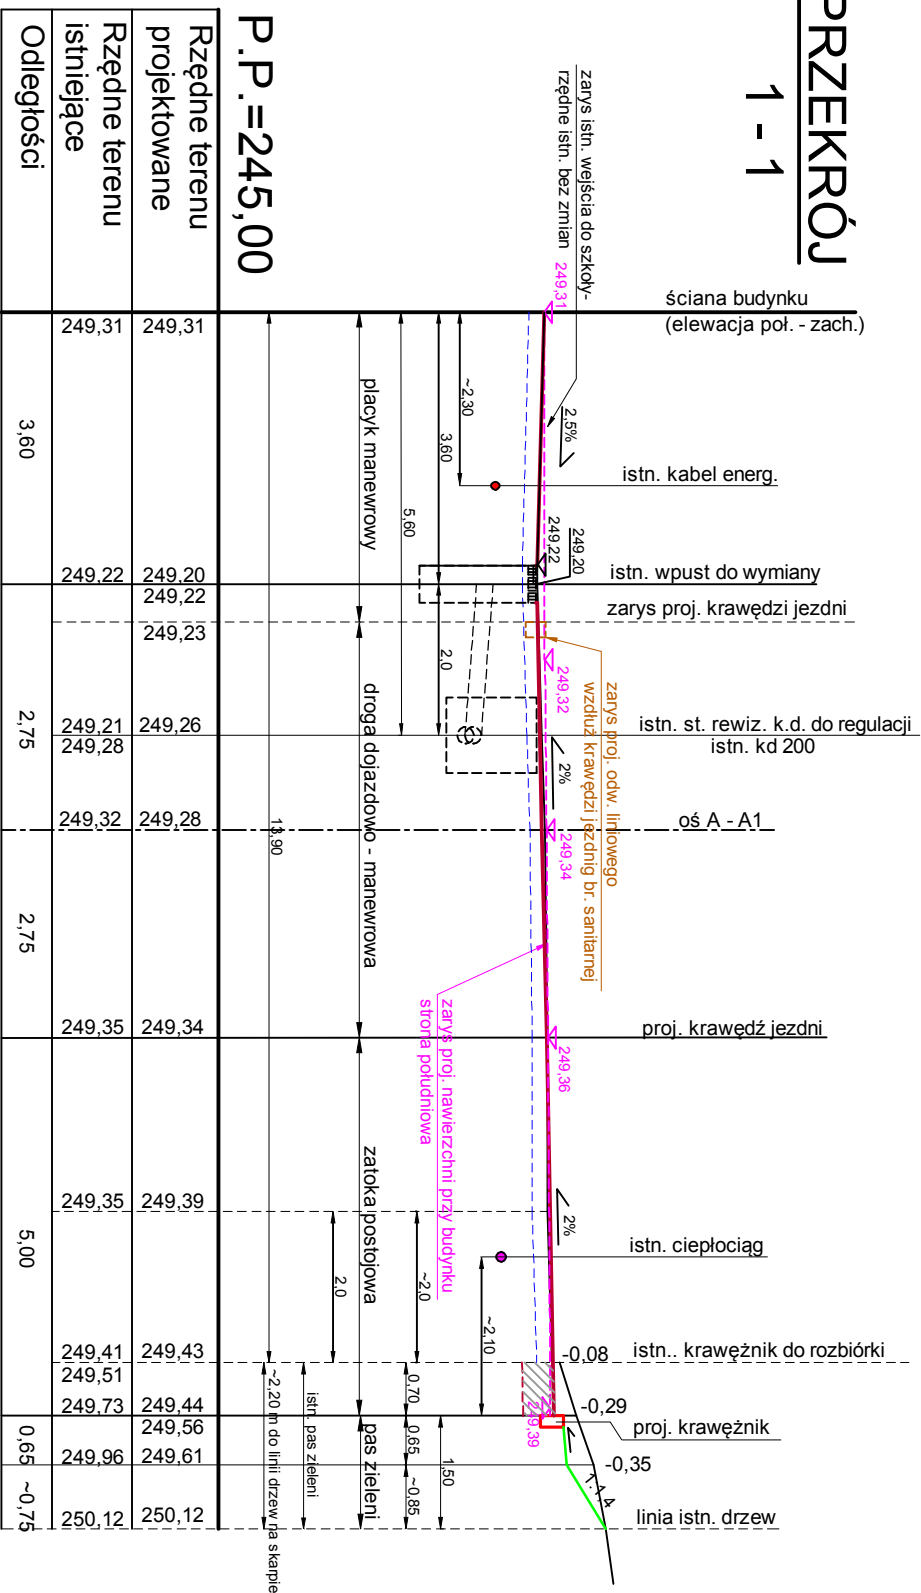 PRZEKRÓJ
1 - 1
zarys istn. wejścia do szkoły-
rzędne istn. bez zmian
249,31
ściana budynku
(elewacja poł. - zach.)
2,5%
istn. kabel energ.
249,20
249,22
istn. wpust do wymiany
zarys proj. krawędzi jezdni
249,32
zarys proj. odw. liniowego
wzdłuż krawędzi jezdnig br. sanitarnej
istn. st. rewiz. k.d. do regulacji
istn. kd 200
2%
oś A - A1
249,34
proj. krawędź jezdni
249,36
zarys proj. nawierzchni przy budynku
strona południowa
2%
istn. ciepłociąg
istn.. krawężnik do rozbiórki
-0,08
-0,29
proj. krawężnik
249,39
-0,35
1:1,4
linia istn. drzew
~2,30
3,60
5,60
2,0
~2,10
~2,0
2,0
0,70
0,65
~0,85
1,50
13,90
istn. pas zieleni
~2,20 m do linii drzew na skarpie
placyk manewrowy
droga dojazdowo - manewrowa
zatoka postojowa
pas zieleni
P.P.=245,00
Rzędne terenu
projektowane
249,31
249,20
249,22
249,23
249,26
249,28
249,34
249,39
249,43
249,44
249,56
249,61
250,12
Rzędne terenu
istniejące
249,31
249,22
249,21
249,28
249,32
249,35
249,35
249,41
249,51
249,73
249,96
250,12
Odległości
3,60
2,75
2,75
5,00
0,65
~0,75